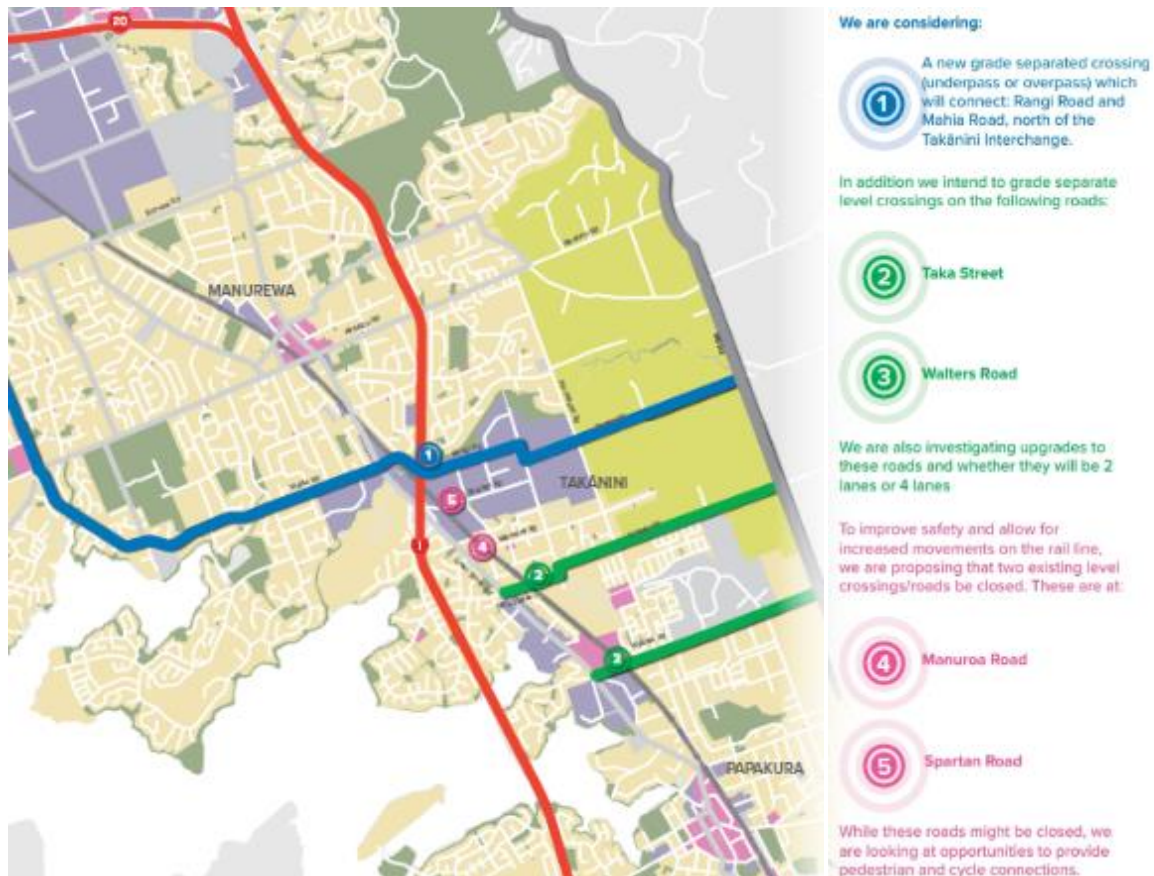 20
MANUREWA
1
TAKĀNINI
5
4
2
3
PAPAKURA
We are considering:
1
A new grade separated crossing
(underpass or overpass) which
will connect: Rangi Road and
Mahia Road, north of the
Takānini Interchange.
In addition we intend to grade separate
level crossings on the following roads:
2
Taka Street
3
Walters Road
We are also investigating upgrades to
these roads and whether they will be 2
lanes or 4 lanes
To improve safety and allow for
increased movements on the rail line,
we are proposing that two existing level
crossings/roads be closed. These are at:
4
Manuroa Road
5
Spartan Road
While these roads might be closed, we
are looking at opportunities to provide
pedestrian and cycle connections.